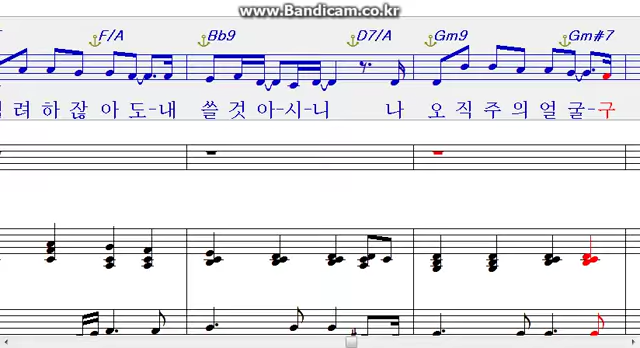 www.Bandicam.co.kr
F/A Bb9 D7/A Gm9 Gm#7
려 하 잖 아 도-내 쓸 것 아-시-니 나 오 직 주 의 얼 굴-구